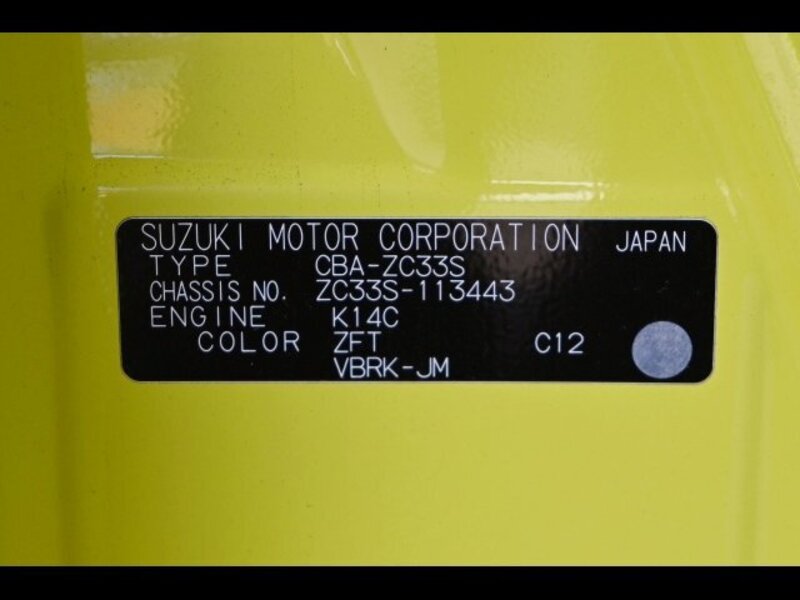 SUZUKI MOTOR CORPORATION JAPAN
TYPE CBA-ZC33S
CHASSIS NO. ZC33S-113443
ENGINE K14C
COLOR ZFT C12
VBRK-JM